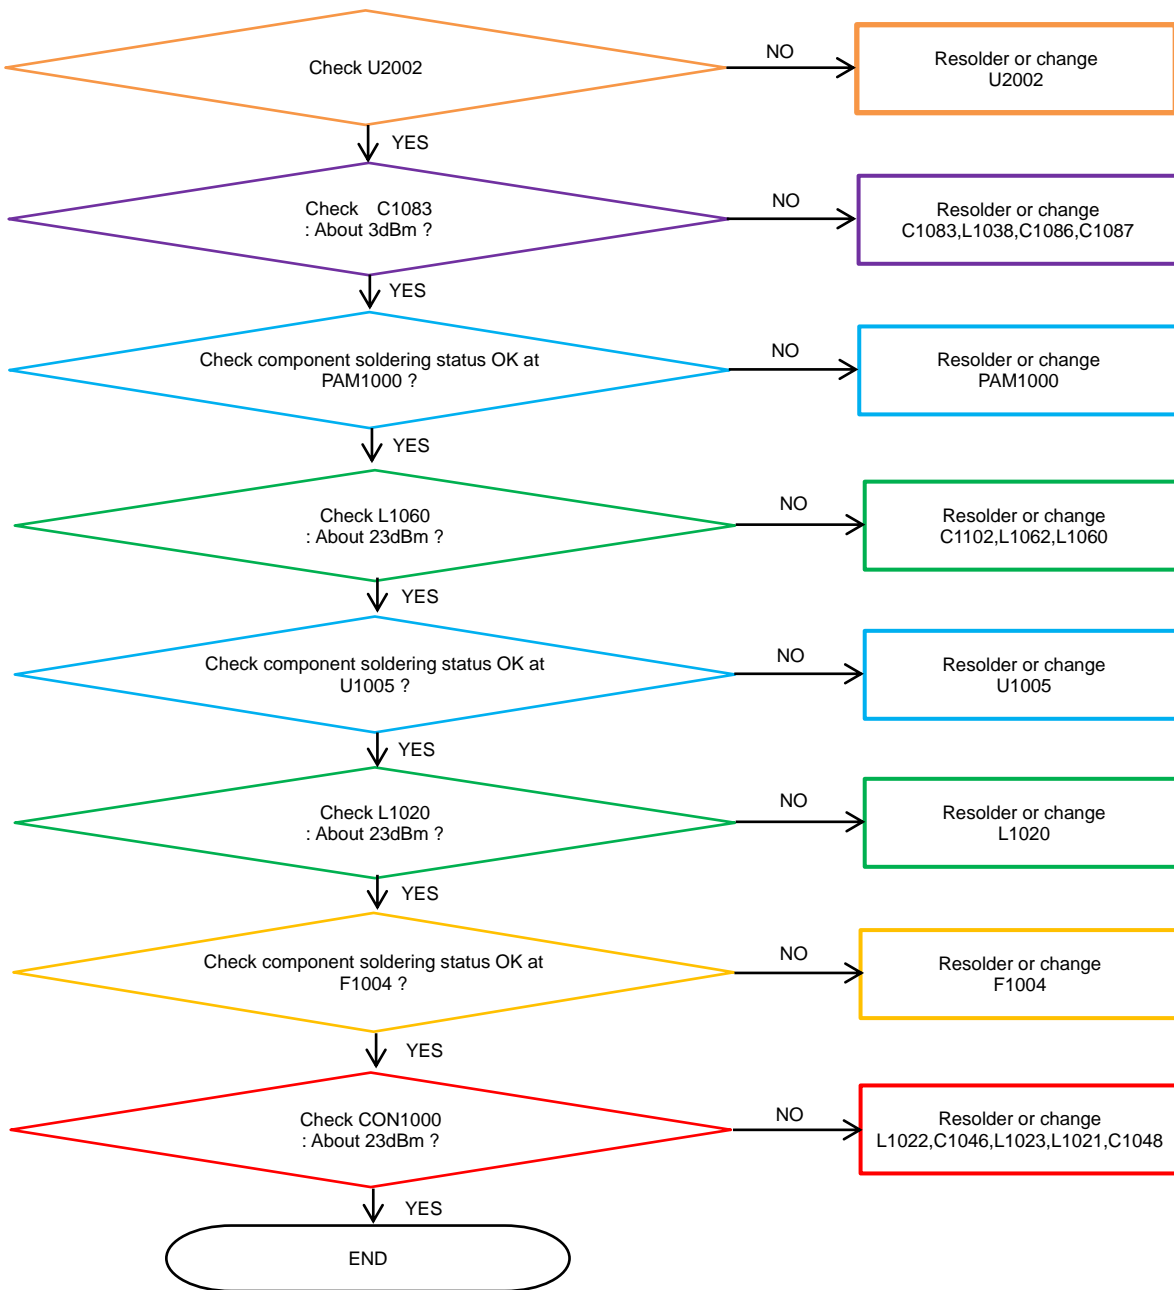 Check U2002
NO
Resolder or change
U2002
YES
Check C1083
: About 3dBm ?
NO
Resolder or change
C1083,L1038,C1086,C1087
YES
Check component soldering status OK at
PAM1000 ?
NO
Resolder or change
PAM1000
YES
Check L1060
: About 23dBm ?
NO
Resolder or change
C1102,L1062,L1060
YES
Check component soldering status OK at
U1005 ?
NO
Resolder or change
U1005
YES
Check L1020
: About 23dBm ?
NO
Resolder or change
L1020
YES
Check component soldering status OK at
F1004 ?
NO
Resolder or change
F1004
YES
Check CON1000
: About 23dBm ?
NO
Resolder or change
L1022,C1046,L1023,L1021,C1048
YES
END